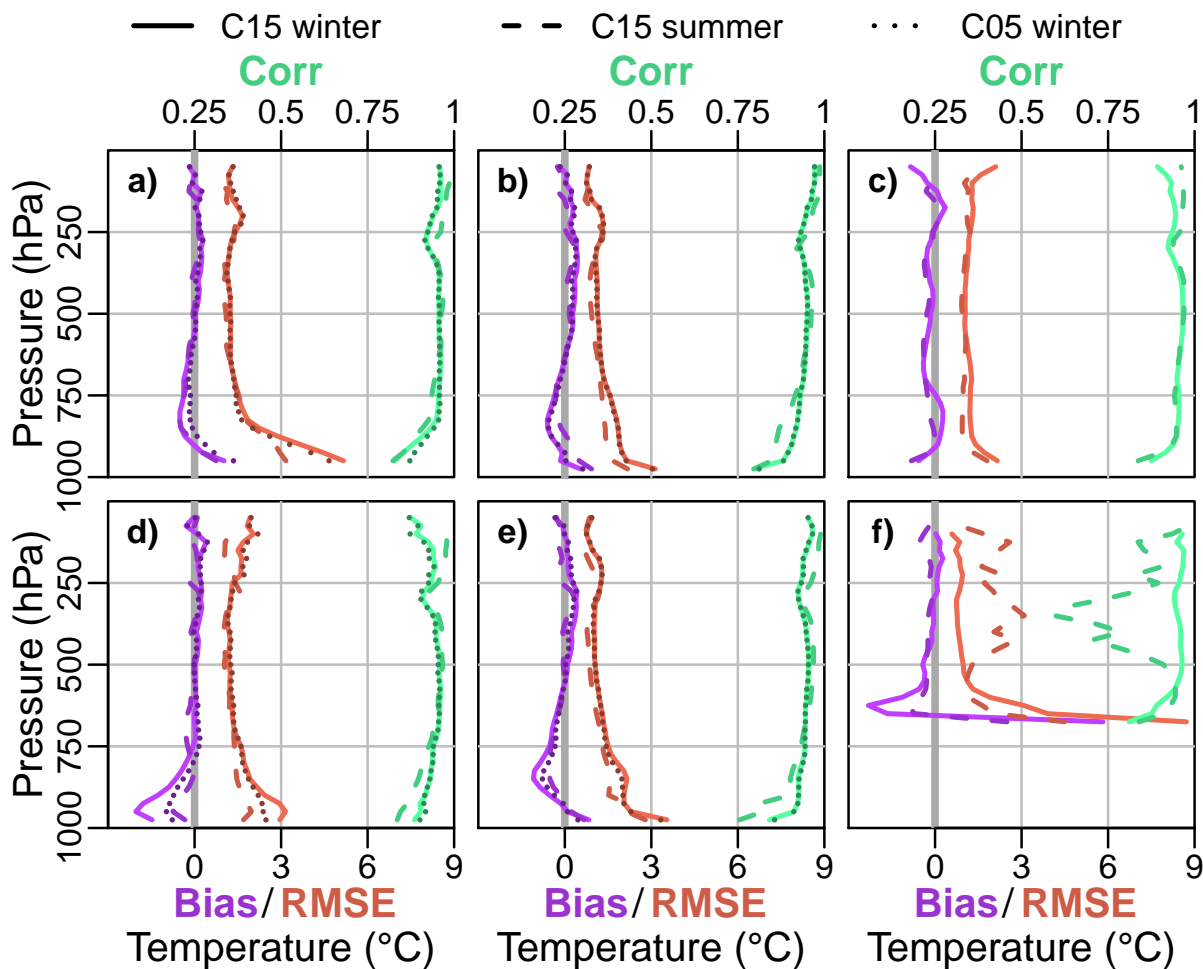 C15 winter C15 summer C05 winter
Corr Corr Corr
0.25 0.5 0.75 1 0.25 0.5 0.75 1 0.25 0.5 0.75 1
a) b) c)
Pressure (hPa)
250
500
750
1000
d) e) f)
Pressure (hPa)
250
500
750
1000
0 3 6 9 0 3 6 9 0 3 6 9
Bias/RMSE Bias/RMSE Bias/RMSE
Temperature (°C) Temperature (°C) Temperature (°C)